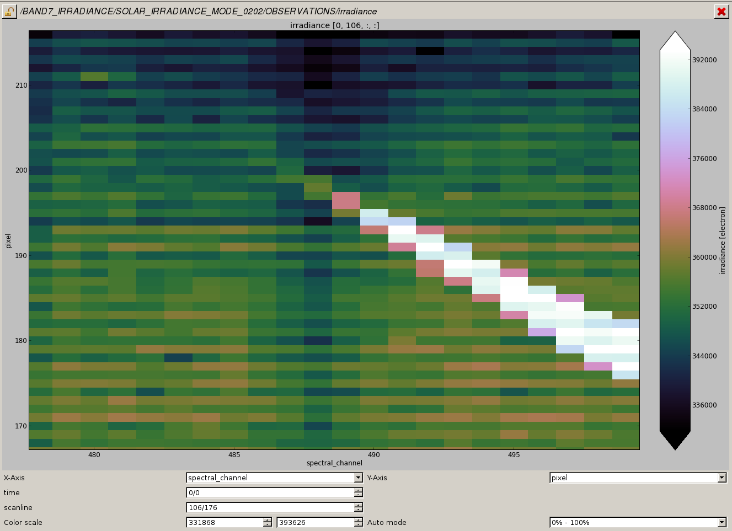 /BAND7_IRRADIANCE/SOLAR_IRRADIANCE_MODE_0202/OBSERVATIONS/irradiance
irradiance [0, 106, :, :]
210
200
190
180
170
pixel
480
485
490
495
spectral_channel
392000
384000
376000
368000
360000
352000
344000
336000
irradiance [electron]
X-Axis spectral_channel Y-Axis pixel
time 0/0
scanline 106/176
Color scale 331868 393626 Auto mode 0% - 100%